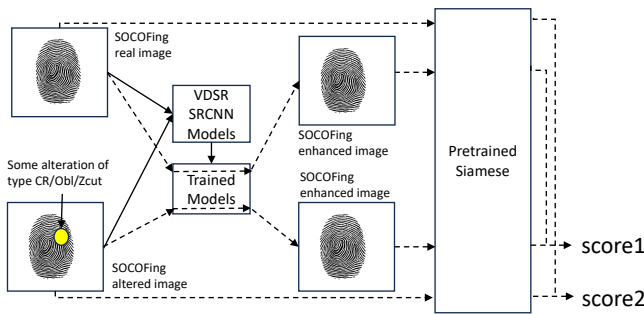 SOCOFing
real image
VDSR
SRCNN
Models
SOCOFing
enhanced image
Some alteration of
type CR/Obl/Zcut
Trained
Models
SOCOFing
enhanced image
Pretrained
Siamese
SOCOFing
altered image
score1
score2